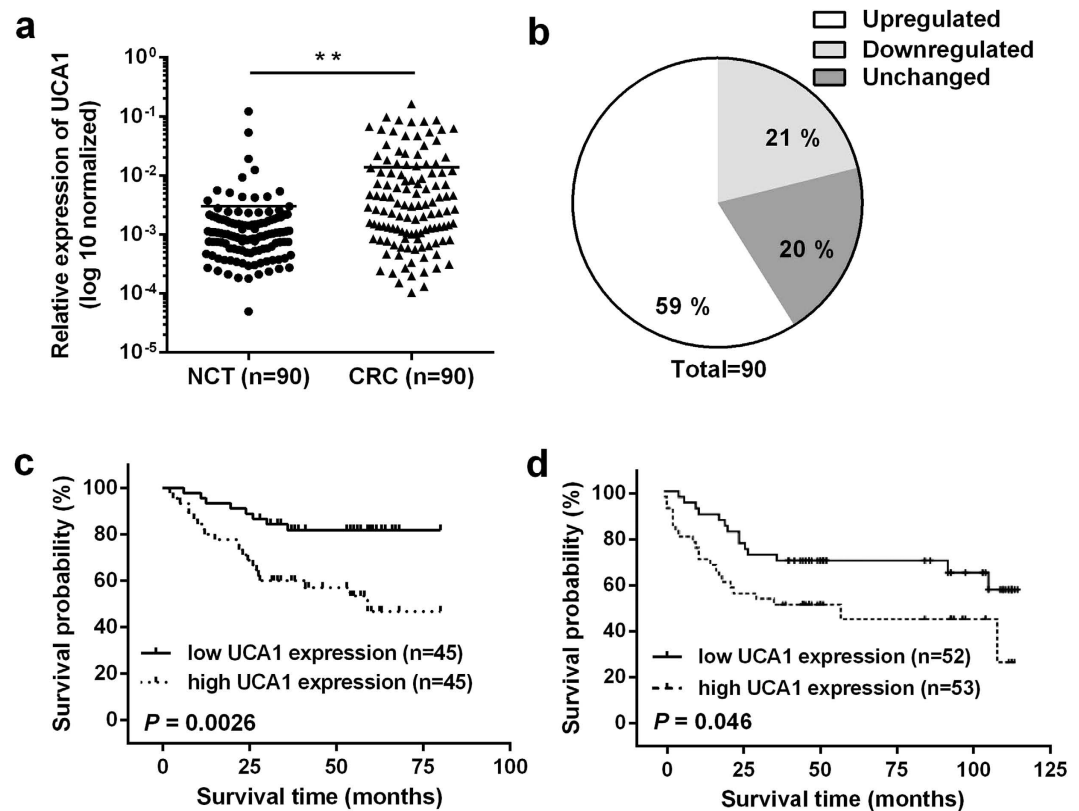 a
Relative expression of UCA1
(log 10 normalized)
10^0
10^-1
10^-2
10^-3
10^-4
10^-5
**
NCT (n=90)
CRC (n=90)
b
Upregulated
Downregulated
Unchanged
21 %
20 %
59 %
Total=90
c
Survival probability (%)
100
80
60
40
20
0
low UCA1 expression (n=45)
high UCA1 expression (n=45)
P = 0.0026
0
50
100
Survival time (months)
d
Survival probability (%)
100
80
60
40
20
0
low UCA1 expression (n=52)
high UCA1 expression (n=53)
P = 0.046
0
25
50
75
100
125
Survival time (months)